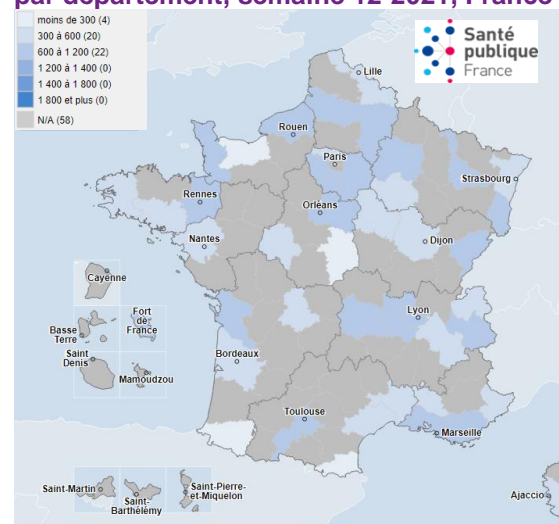 par département, semaine 12-2021, France
moins de 300 (4)
300 à 600 (20)
600 à 1 200 (22)
1 200 à 1 400 (0)
1 400 à 1 800 (0)
1 800 et plus (0)
N/A (58)
Santé
publique
France
Lille
Rouen
Paris
Strasbourg
Rennes
Orléans
Nantes
Dijon
Cayenne
Fort
de
France
Basse
Terre
Lyon
Saint
Denis
Mamoudzou
Bordeaux
Toulouse
Marseille
Saint-Martin
Saint-
Barthélémy
Saint-Pierre
et-Miquelon
Ajaccio